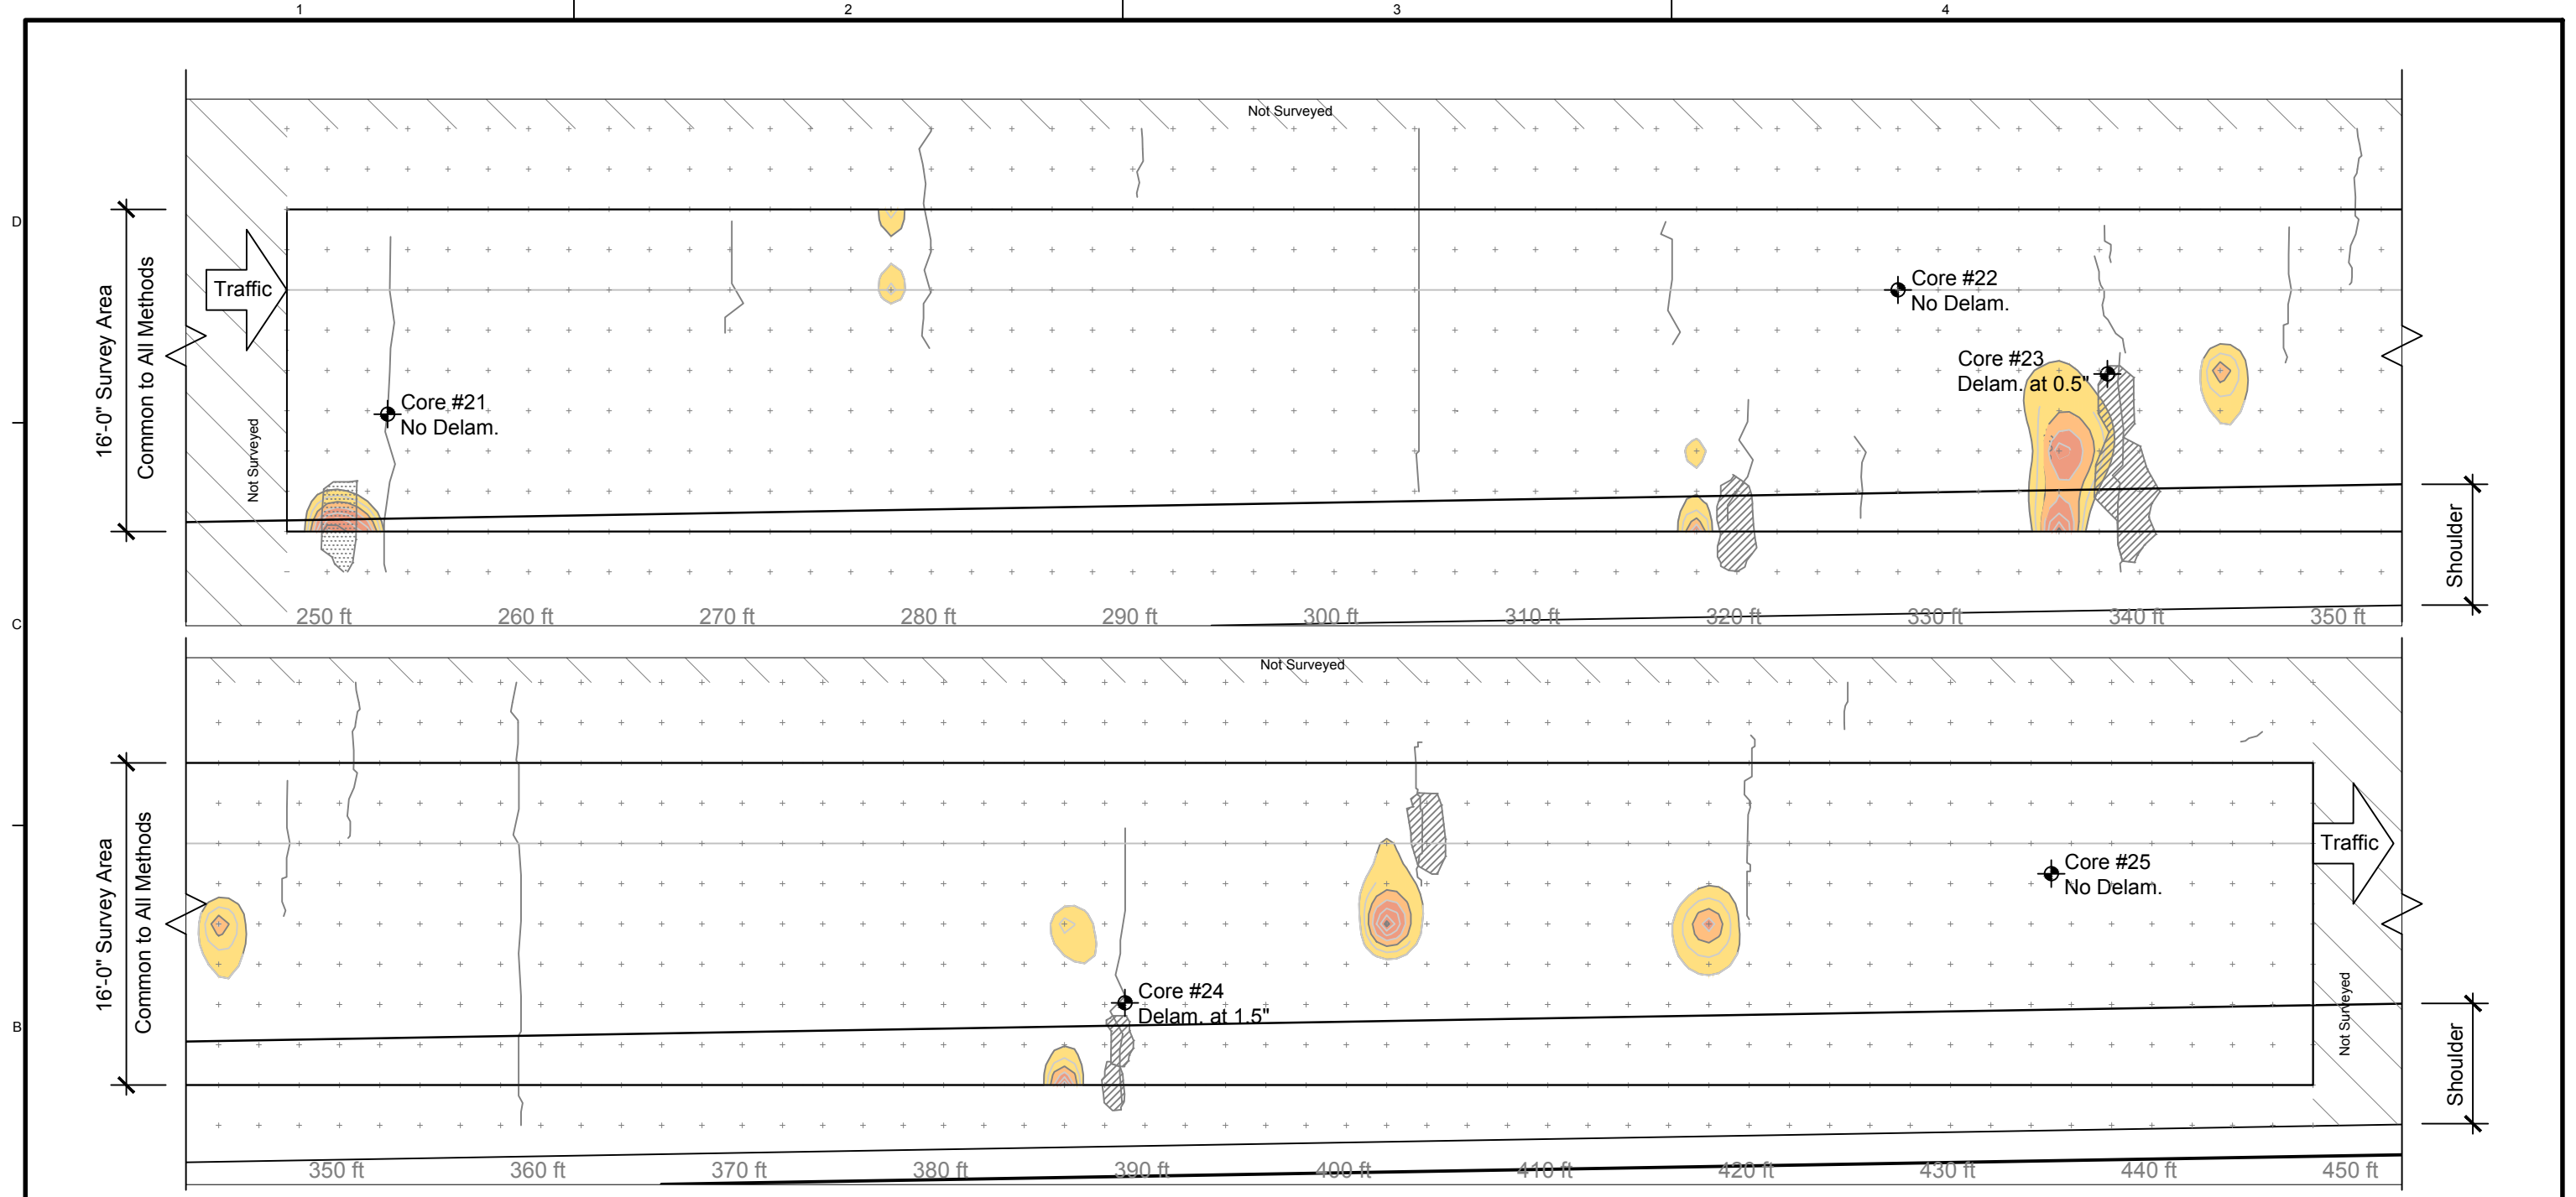 1 2 3 4
Not Surveyed
D
16'-0" Survey Area
Common to All Methods
Traffic
Not Surveyed
Core #21
No Delam.
Core #22
No Delam.
Core #23
Delam. at 0.5"
Shoulder
C
250 ft 260 ft 270 ft 280 ft 290 ft 300 ft 310 ft 320 ft 330 ft 340 ft 350 ft
Not Surveyed
16'-0" Survey Area
Common to All Methods
Traffic
Core #25
No Delam.
Core #24
Delam. at 1.5"
Not Surveyed
B
Shoulder
350 ft 360 ft 370 ft 380 ft 390 ft 400 ft 410 ft 420 ft 430 ft 440 ft 450 ft